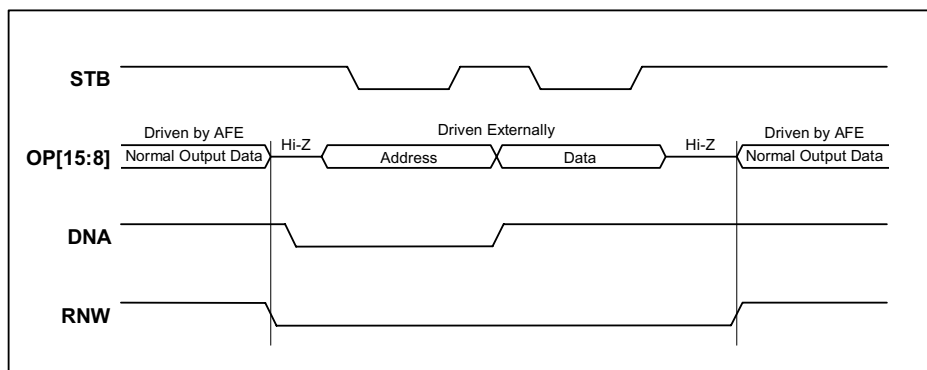 STB
Driven by AFE
Driven Externally
Driven by AFE
Hi-Z
Hi-Z
OP[15:8]
Normal Output Data
Address
Data
Normal Output Data
DNA
RNW